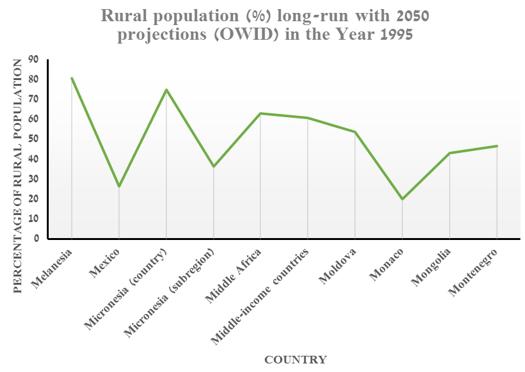 Rural population (%) long-run with 2050
projections (OWID) in the Year 1995
PERCENTAGE OF RURAL POPULATION
90
80
70
60
50
40
30
20
10
0
Melanesia
Mexico
Micronesia (country)
Micronesia (subregion)
Middle Africa
Middle-income countries
Moldova
Monaco
Mongolia
Montenegro
COUNTRY